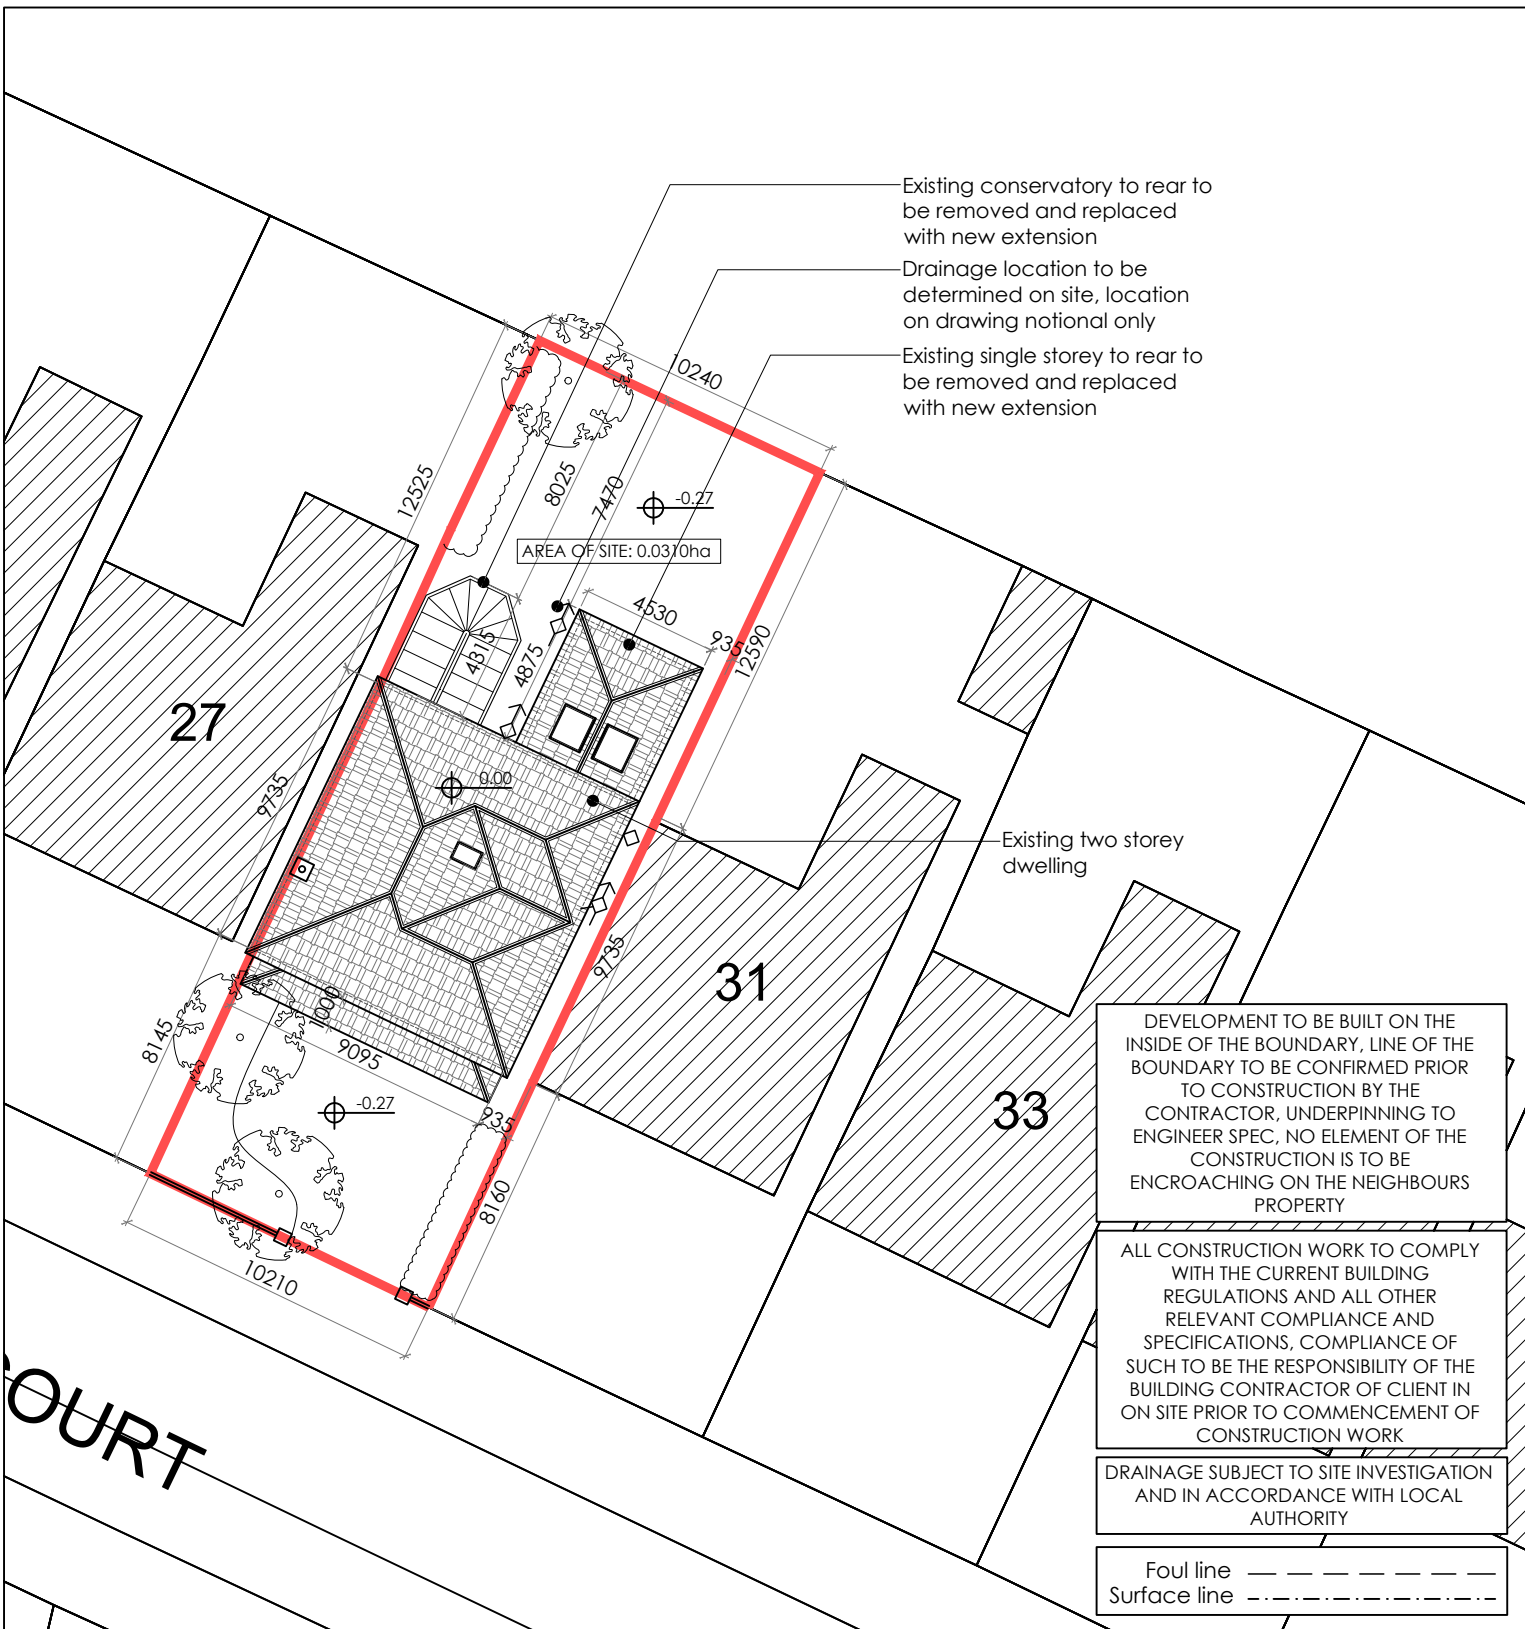 Existing conservatory to rear to
be removed and replaced
with new extension
Drainage location to be
determined on site, location
on drawing notional only
Existing single storey to rear to
be removed and replaced
with new extension
10240
12525
8025
7470
-0.27
AREA OF SITE: 0.0310ha
4530
935
12590
4315
4875
27
0.00
9735
Existing two storey
dwelling
9735
31
1000
9095
8145
-0.27
935
8160
33
10210
COURT
DEVELOPMENT TO BE BUILT ON THE
INSIDE OF THE BOUNDARY, LINE OF THE
BOUNDARY TO BE CONFIRMED PRIOR
TO CONSTRUCTION BY THE
CONTRACTOR, UNDERPINNING TO
ENGINEER SPEC, NO ELEMENT OF THE
CONSTRUCTION IS TO BE
ENCROACHING ON THE NEIGHBOURS
PROPERTY
ALL CONSTRUCTION WORK TO COMPLY
WITH THE CURRENT BUILDING
REGULATIONS AND ALL OTHER
RELEVANT COMPLIANCE AND
SPECIFICATIONS, COMPLIANCE OF
SUCH TO BE THE RESPONSIBILITY OF THE
BUILDING CONTRACTOR OF CLIENT IN
ON SITE PRIOR TO COMMENCEMENT OF
CONSTRUCTION WORK
DRAINAGE SUBJECT TO SITE INVESTIGATION
AND IN ACCORDANCE WITH LOCAL
AUTHORITY
Foul line
Surface line